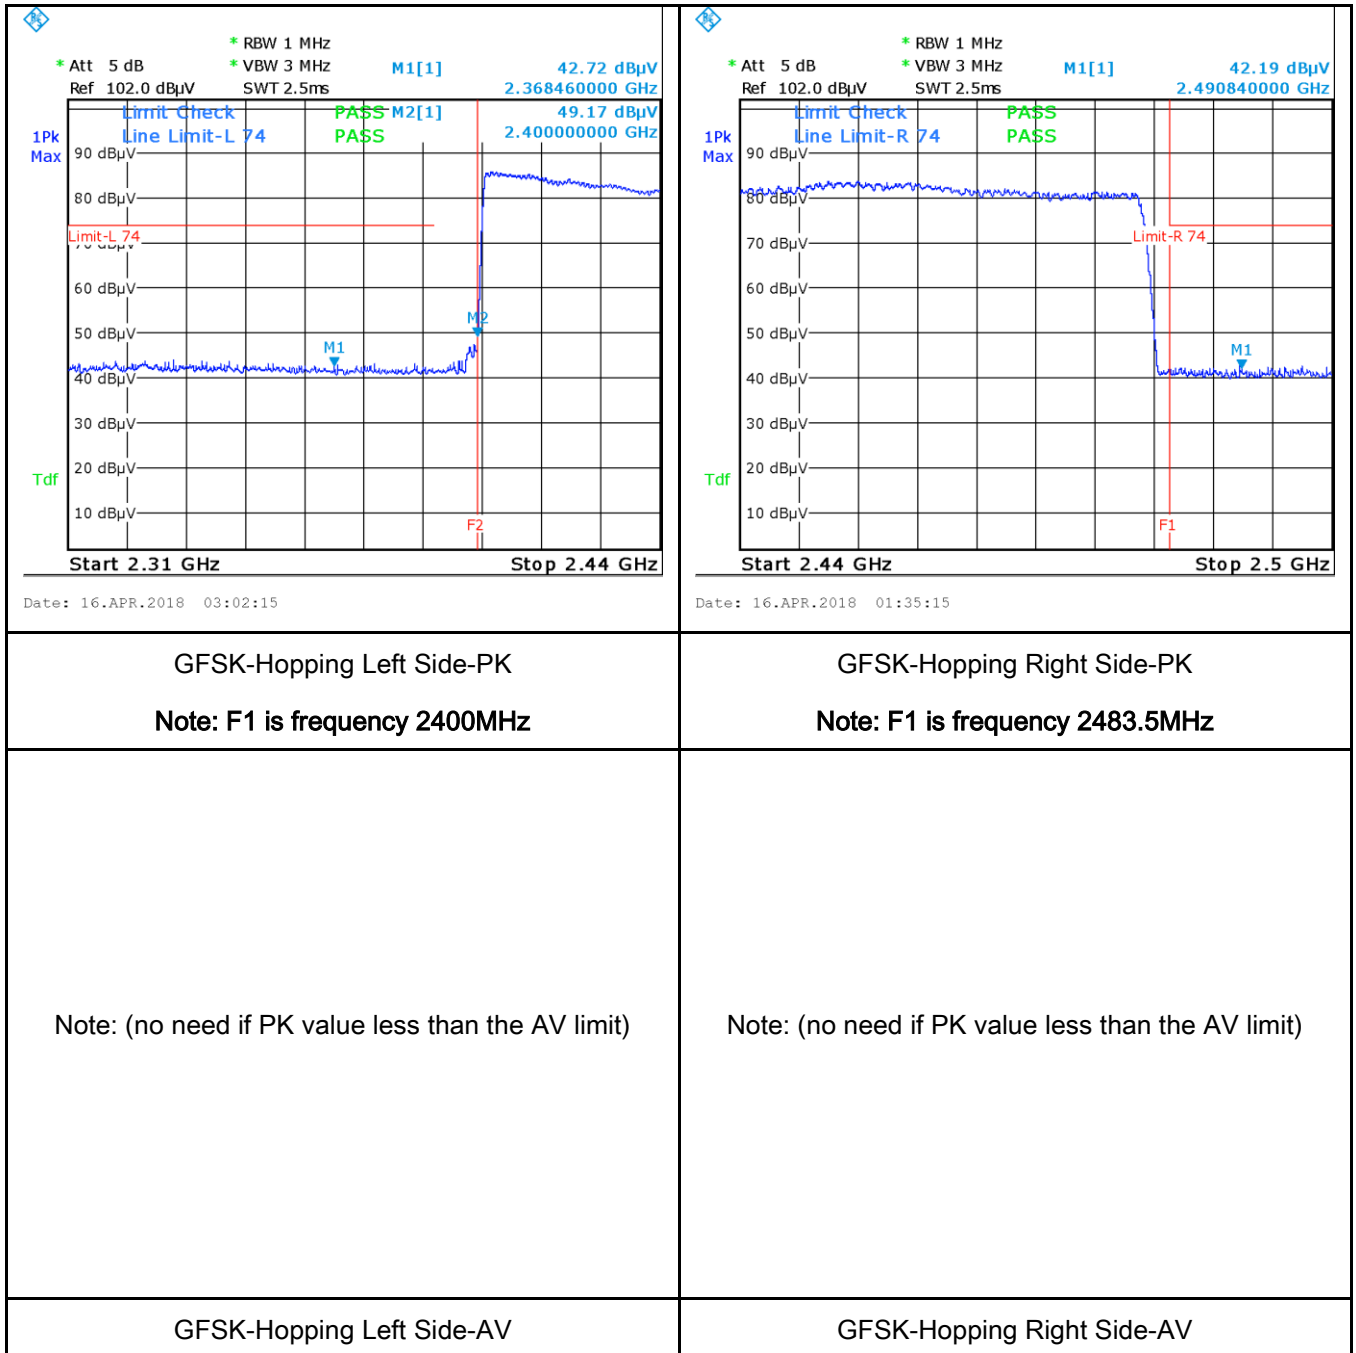 * RBW 1 MHz
* Att 5 dB * VBW 3 MHz M1[1] 42.72 dBµV
Ref 102.0 dBµV SWT 2.5ms 2.368460000 GHz
Limit Check PASS M2[1] 49.17 dBµV
1Pk Line Limit-L 74 PASS 2.400000000 GHz
Max 90 dBµV
80 dBµV
Limit-L 74
70 dBµV
60 dBµV
50 dBµV M2
M1
40 dBµV
30 dBµV
Tdf 20 dBµV
10 dBµV
F2
Start 2.31 GHz Stop 2.44 GHz
Date: 16.APR.2018 03:02:15
* RBW 1 MHz
* Att 5 dB * VBW 3 MHz M1[1] 42.19 dBµV
Ref 102.0 dBµV SWT 2.5ms 2.490840000 GHz
Limit Check PASS
1Pk Line Limit-R 74 PASS
Max 90 dBµV
80 dBµV
70 dBµV Limit-R 74
60 dBµV
50 dBµV
M1
40 dBµV
30 dBµV
Tdf 20 dBµV
10 dBµV
F1
Start 2.44 GHz Stop 2.5 GHz
Date: 16.APR.2018 01:35:15
GFSK-Hopping Left Side-PK
Note: F1 is frequency 2400MHz
GFSK-Hopping Right Side-PK
Note: F1 is frequency 2483.5MHz
Note: (no need if PK value less than the AV limit)
Note: (no need if PK value less than the AV limit)
GFSK-Hopping Left Side-AV
GFSK-Hopping Right Side-AV